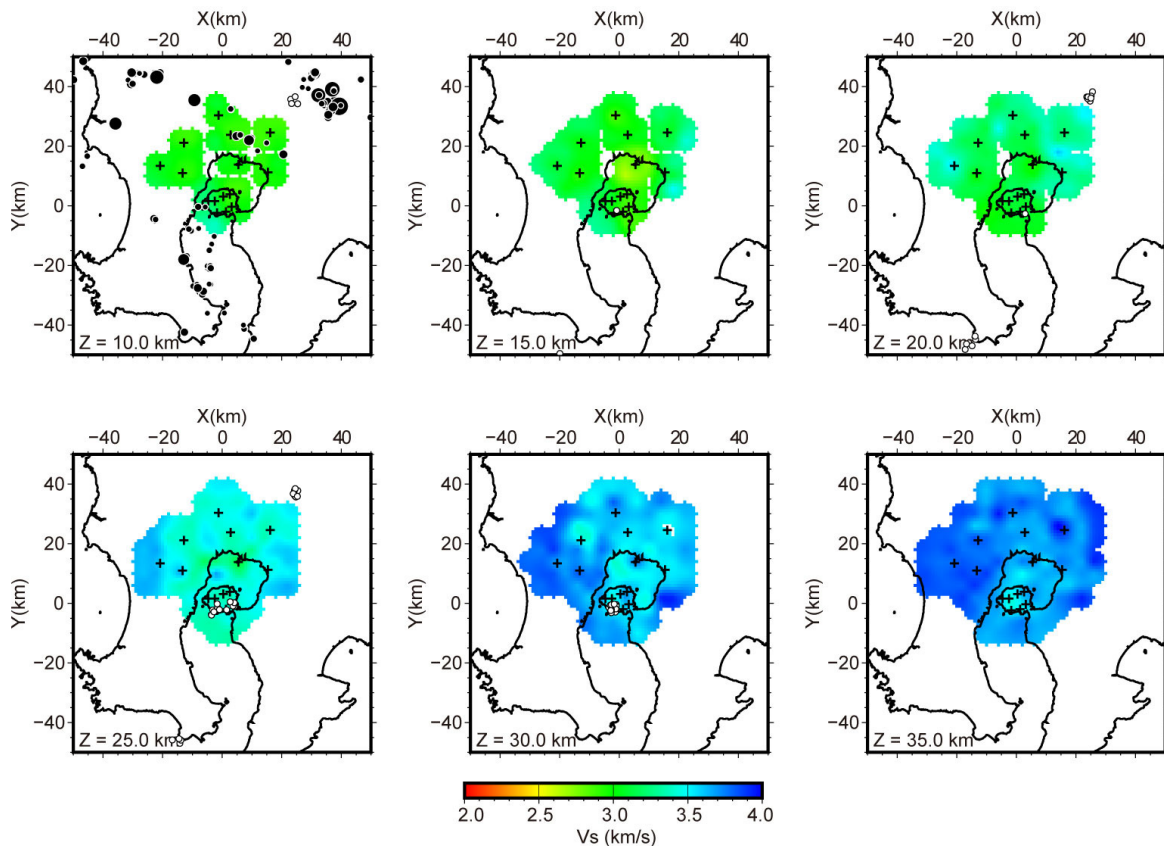 X(km) X(km) X(km)
−40 −20 0 20 40 −40 −20 0 20 40 −40 −20 0 20 40
Y(km) 40 20 0 −20 −40 Z = 10.0 km
Y(km) 40 20 0 −20 −40 Z = 15.0 km
Y(km) 40 20 0 −20 −40 Z = 20.0 km
X(km) X(km) X(km)
−40 −20 0 20 40 −40 −20 0 20 40 −40 −20 0 20 40
Y(km) 40 20 0 −20 −40 Z = 25.0 km
Y(km) 40 20 0 −20 −40 Z = 30.0 km
Y(km) 40 20 0 −20 −40 Z = 35.0 km
2.0 2.5 3.0 3.5 4.0
Vs (km/s)